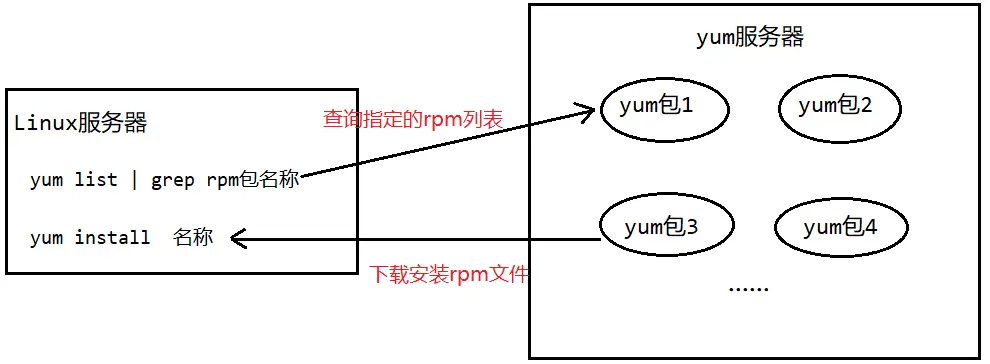 yum服务器
yum包1
yum包2
Linux服务器
查询指定的rpm列表
yum list | grep rpm包名称
yum包3
yum包4
yum install 名称
下载安装rpm文件
……